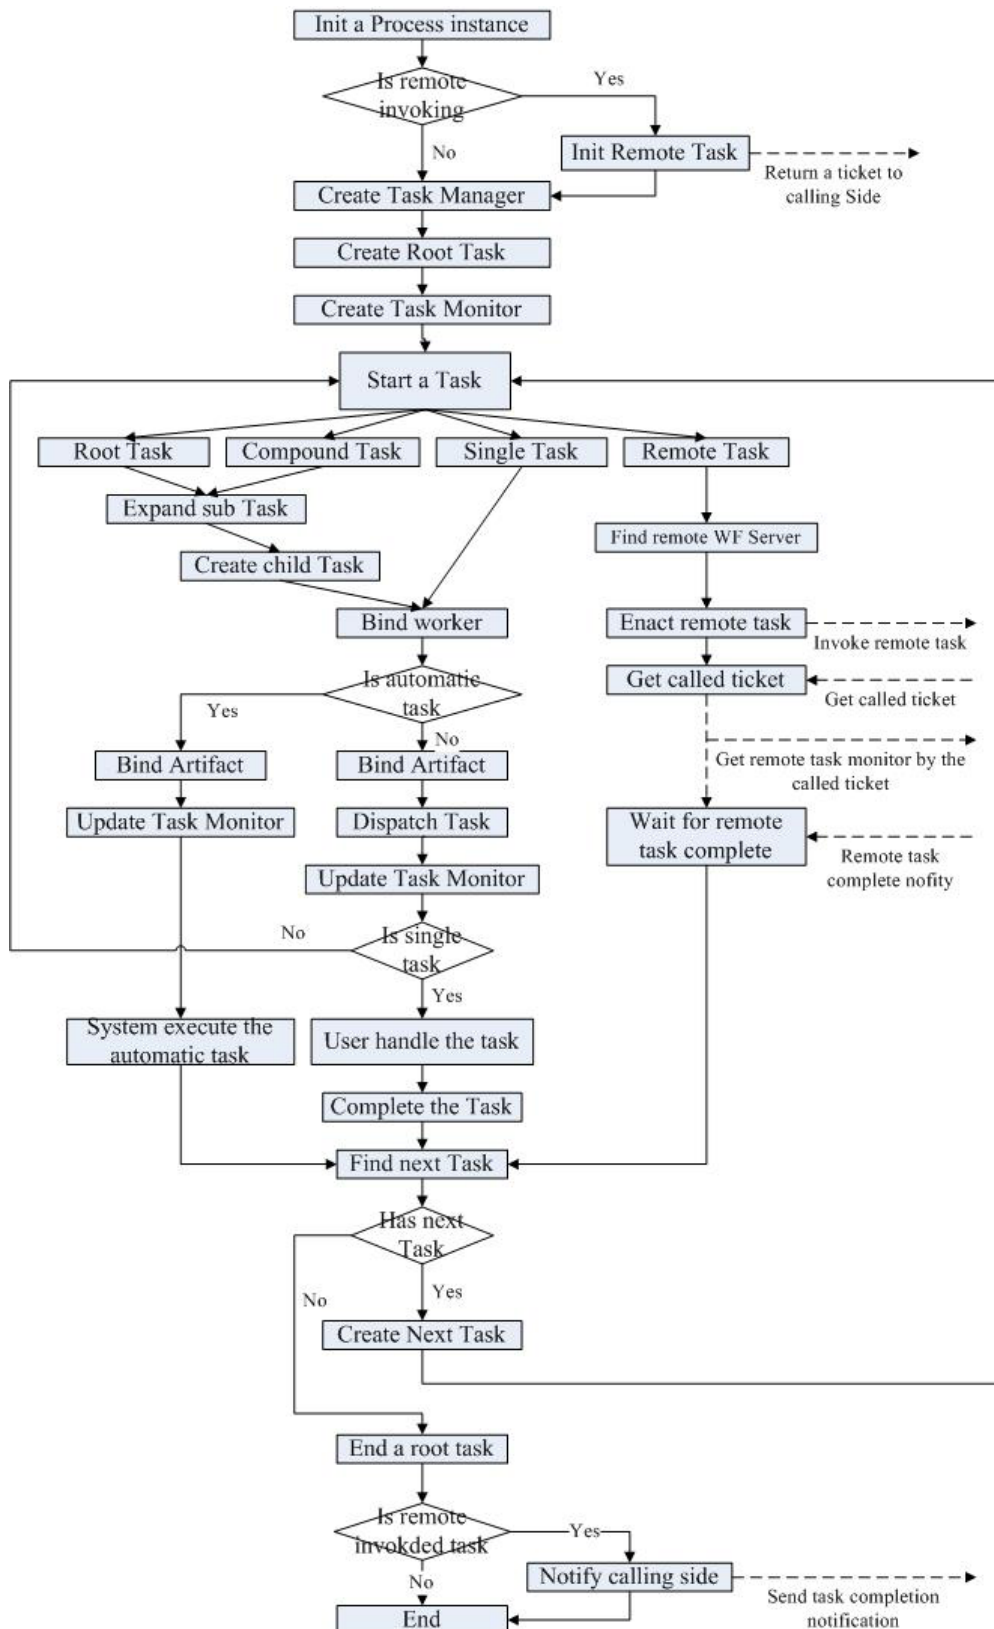 Init a Process instance
Is remote
invoking
Yes
No
Init Remote Task
Return a ticket to
calling Side
Create Task Manager
Create Root Task
Create Task Monitor
Start a Task
Root Task
Compound Task
Single Task
Remote Task
Expand sub Task
Find remote WF Server
Create child Task
Bind worker
Enact remote task
Invoke remote task
Is automatic
task
Get called ticket
Get called ticket
Yes
No
Bind Artifact
Bind Artifact
Get remote task monitor by the
called ticket
Update Task Monitor
Dispatch Task
Wait for remote
task complete
Remote task
complete nofity
Update Task Monitor
No
Is single
task
Yes
System execute the
automatic task
User handle the task
Complete the Task
Find next Task
Has next
Task
Yes
No
Create Next Task
End a root task
Is remote
invokded task
Yes
No
Notify calling side
Send task completion
notification
End